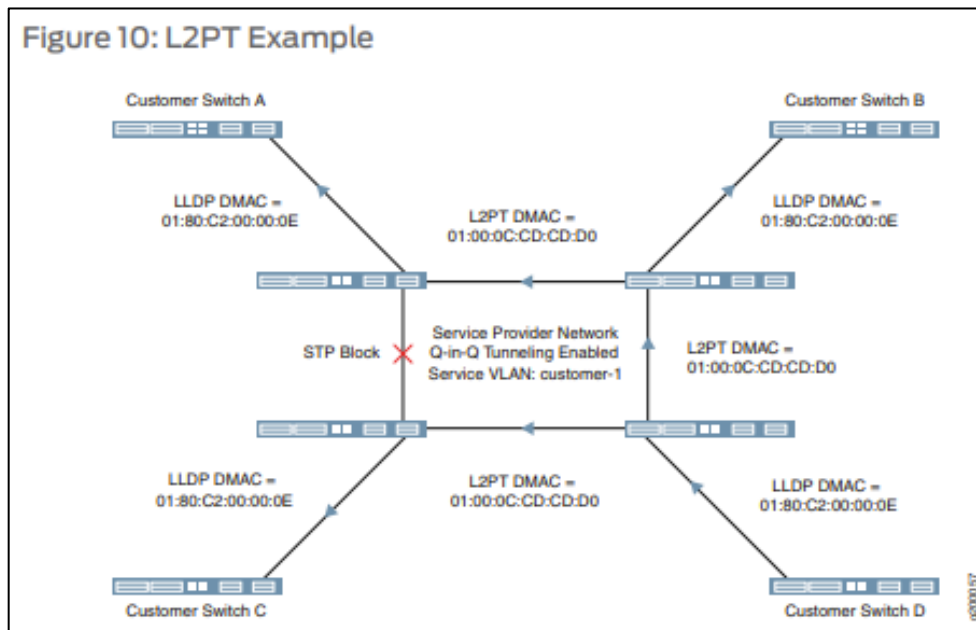 Figure 10: L2PT Example
Customer Switch A
Customer Switch B
LLDP DMAC =
01:80:C2:00:00:0E
L2PT DMAC =
01:00:0C:CD:CD:D0
LLDP DMAC =
01:80:C2:00:00:0E
STP Block
Service Provider Network
Q-in-Q Tunneling Enabled
Service VLAN: customer-1
L2PT DMAC =
01:00:0C:CD:CD:D0
LLDP DMAC =
01:80:C2:00:00:0E
L2PT DMAC =
01:00:0C:CD:CD:D0
LLDP DMAC =
01:80:C2:00:00:0E
Customer Switch C
Customer Switch D